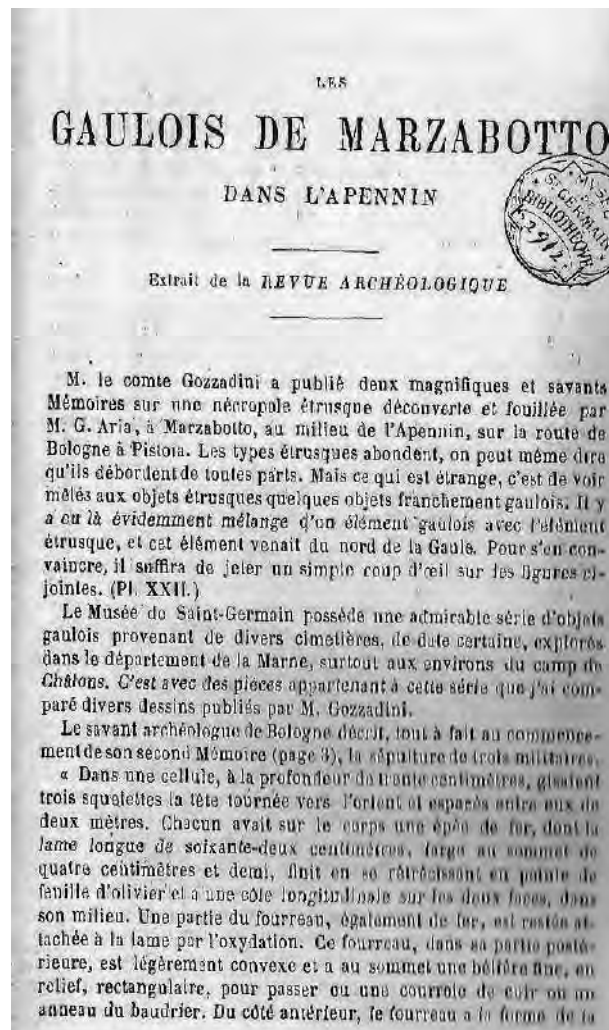 LES
GAULOIS DE MARZABOTTO
DANS L'APENNIN
MUSÉE
DE
ST GERMAIN
BIBLIOTHÈQUE
Extrait de la REVUE ARCHÉOLOGIQUE
M. le comte Gozzadini a publié deux magnifiques et savants
Mémoires sur une nécropole étrusque découverte et fouillée par
M. G. Aria, à Marzabotto, au milieu de l'Apennin, sur la route de
Bologne à Pistoia. Les types étrusques abondent, on peut même dire
qu'ils débordent de toutes parts. Mais ce qui est étrange, c'est de voir
mêlés aux objets étrusques quelques objets franchement gaulois. Il y
a eu là évidemment mélange d'un élément gaulois avec l'élément
étrusque, et cet élément venait du nord de la Gaule. Pour s'en con-
vaincre, il suffira de jeter un simple coup d'œil sur les figures ci-
jointes. (Pl. XXII.)
Le Musée de Saint-Germain possède une admirable série d'objets
gaulois provenant de divers cimetières, de date certaine, explorés
dans le département de la Marne, surtout aux environs du camp de
Châlons. C'est avec des pièces appartenant à cette série que j'ai com-
paré divers dessins publiés par M. Gozzadini.
Le savant archéologue de Bologne décrit, tout à fait au commence-
ment de son second Mémoire (page 3), la sépulture de trois militaires.
« Dans une cellule, à la profondeur de trente centimètres, gisaient
trois squelettes la tête tournée vers l'orient et espacés entre eux de
deux mètres. Chacun avait sur le corps une épée de fer, dont la
lame longue de soixante-deux centimètres, large au sommet de
quatre centimètres et demi, finit en se rétrécissant en pointe de
feuille d'olivier et a une côte longitudinale sur les deux faces, dans
son milieu. Une partie du fourreau, également de fer, est restée at-
tachée à la lame par l'oxydation. Ce fourreau, dans sa partie posté-
rieure, est légèrement convexe et a au sommet une bélière fine, en
relief, rectangulaire, pour passer ou une courroie de cuir ou un
anneau du baudrier. Du côté antérieur, le fourreau a la forme de la